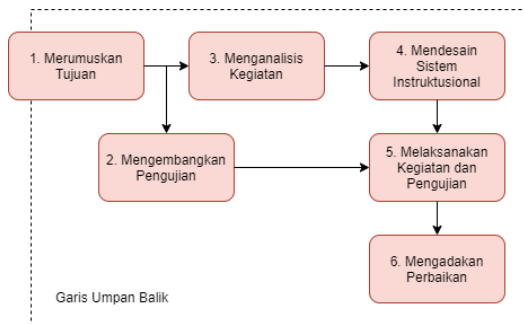 1. Merumuskan
Tujuan
3. Menganalisis
Kegiatan
4. Mendesain
Sistem
Instruktusional
2. Mengembangkan
Pengujian
5. Melaksanakan
Kegiatan dan
Pengujian
6. Mengadakan
Perbaikan
Garis Umpan Balik